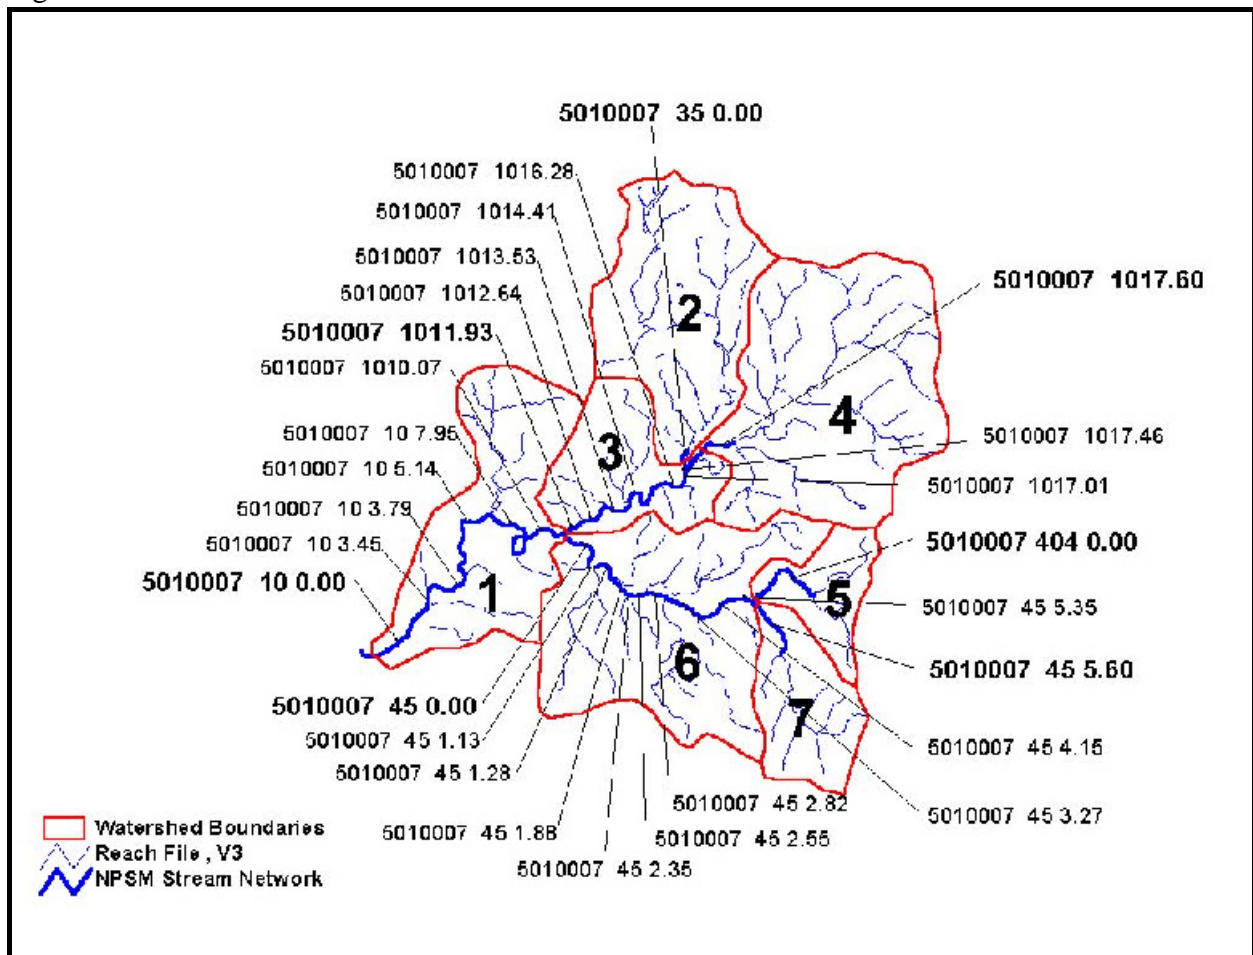 5010007 35 0.00
5010007 1016.28
5010007 1014.41
5010007 1013.53
5010007 1012.64
5010007 1011.93
5010007 1010.07
5010007 10 7.95
5010007 10 5.14
5010007 10 3.79
5010007 10 3.45
5010007 10 0.00
5010007 1017.60
5010007 1017.46
5010007 1017.01
5010007 404 0.00
5010007 45 5.35
5010007 45 5.60
5010007 45 4.15
5010007 45 3.27
2
4
3
1
5
6
7
5010007 45 0.00
5010007 45 1.13
5010007 45 1.28
5010007 45 1.88
5010007 45 2.35
5010007 45 2.55
5010007 45 2.82
Watershed Boundaries
Reach File , V3
NPSM Stream Network